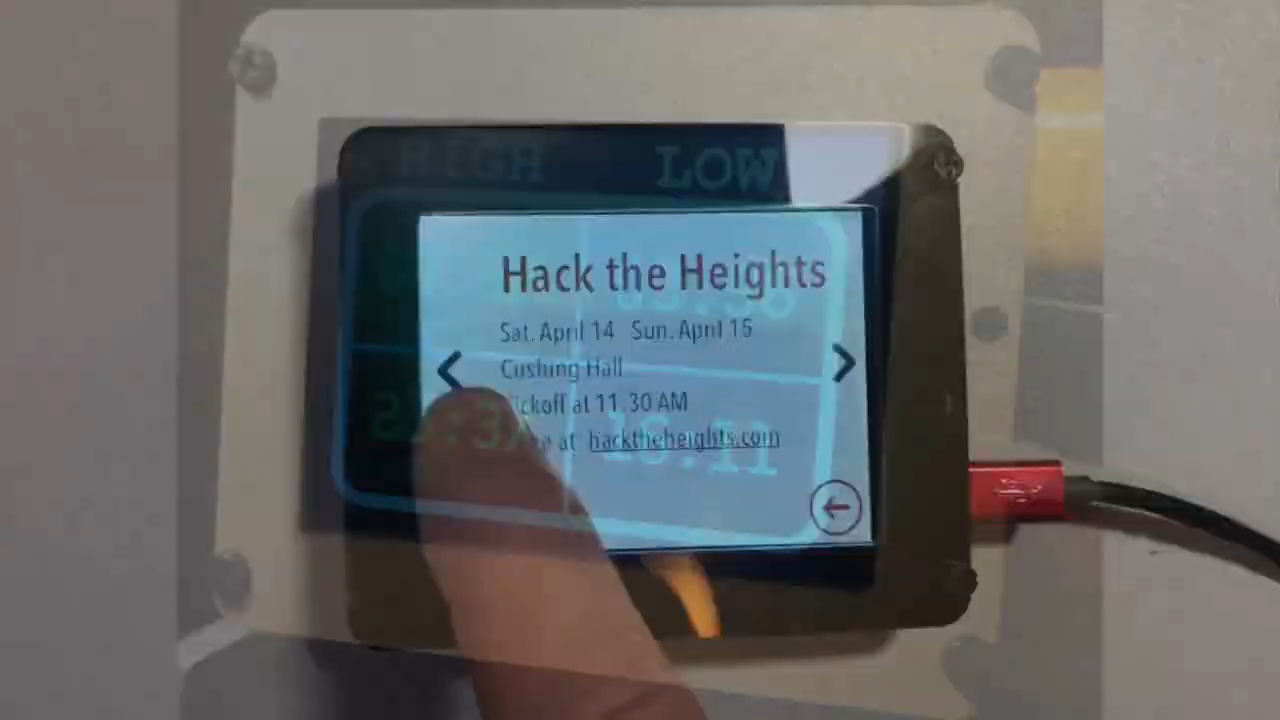 HIGH LOW
Hack the Heights
Sat. April 14 Sun. April 15
Cushing Hall
at 11.30 AM
at hacktheheights.com